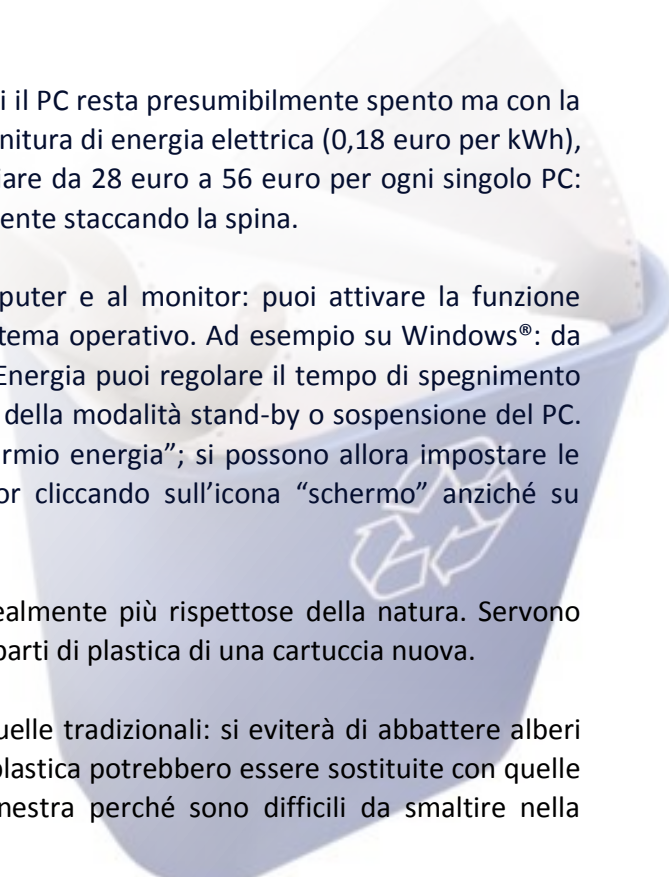 i il PC resta presumibilmente spento ma con la
nitura di energia elettrica (0,18 euro per kWh),
iare da 28 euro a 56 euro per ogni singolo PC:
ente staccando la spina.
puter e al monitor: puoi attivare la funzione
tema operativo. Ad esempio su Windows®: da
Energia puoi regolare il tempo di spegnimento
della modalità stand-by o sospensione del PC.
rmio energia”; si possono allora impostare le
or cliccando sull’icona “schermo” anziché su
ealmente più rispettose della natura. Servono
parti di plastica di una cartuccia nuova.
uelle tradizionali: si eviterà di abbattere alberi
plastica potrebbero essere sostituite con quelle
nestra perché sono difficili da smaltire nella